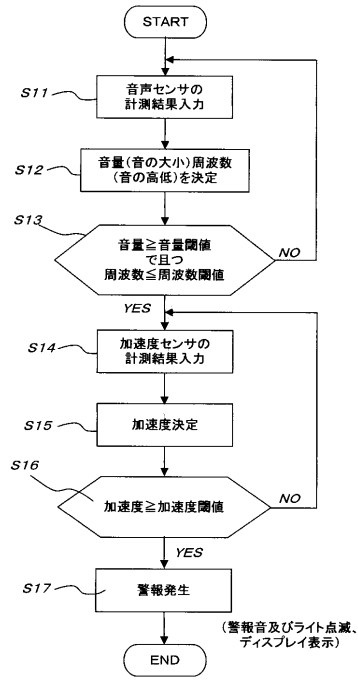 START
S11
音声センサの
計測結果入力
S12
音量(音の大小)周波数
(音の高低)を決定
S13
音量≧音量閾値
で且つ
周波数≦周波数閾値
NO
YES
S14
加速度センサの
計測結果入力
S15
加速度決定
S16
加速度≧加速度閾値
NO
YES
S17
警報発生
(警報音及びライト点滅、
ディスプレイ表示)
END